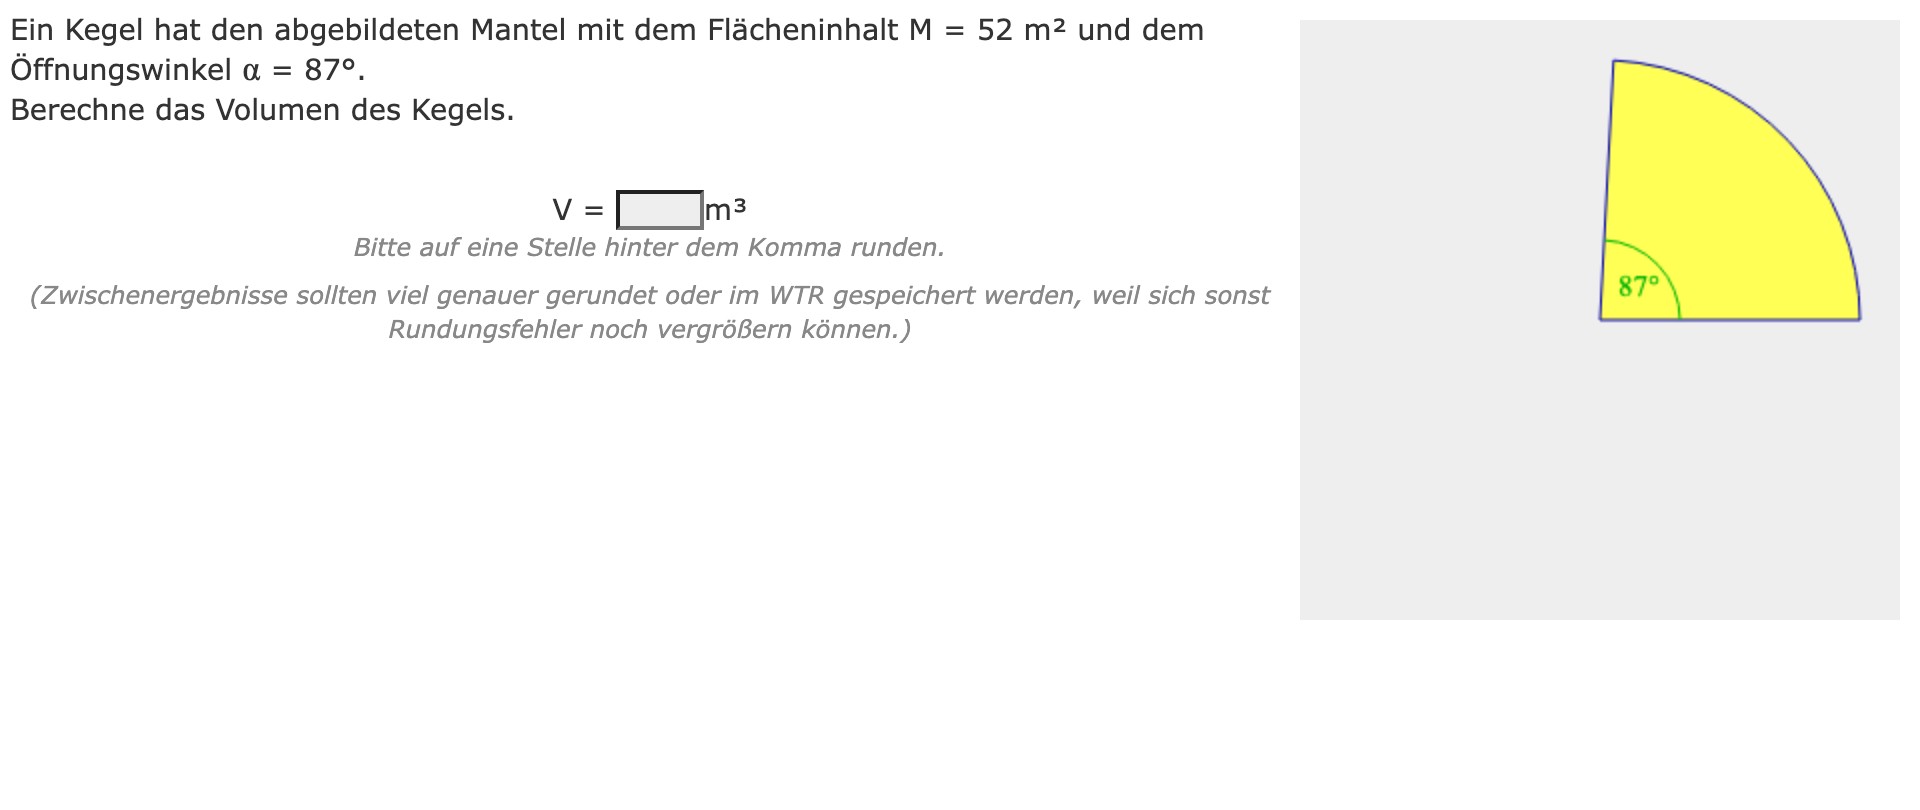 Ein Kegel hat den abgebildeten Mantel mit dem Flächeninhalt M = 52 m² und dem
Öffnungswinkel α = 87°.
Berechne das Volumen des Kegels.
V = m³
Bitte auf eine Stelle hinter dem Komma runden.
(Zwischenergebnisse sollten viel genauer gerundet oder im WTR gespeichert werden, weil sich sonst
Rundungsfehler noch vergrößern können.)
87°